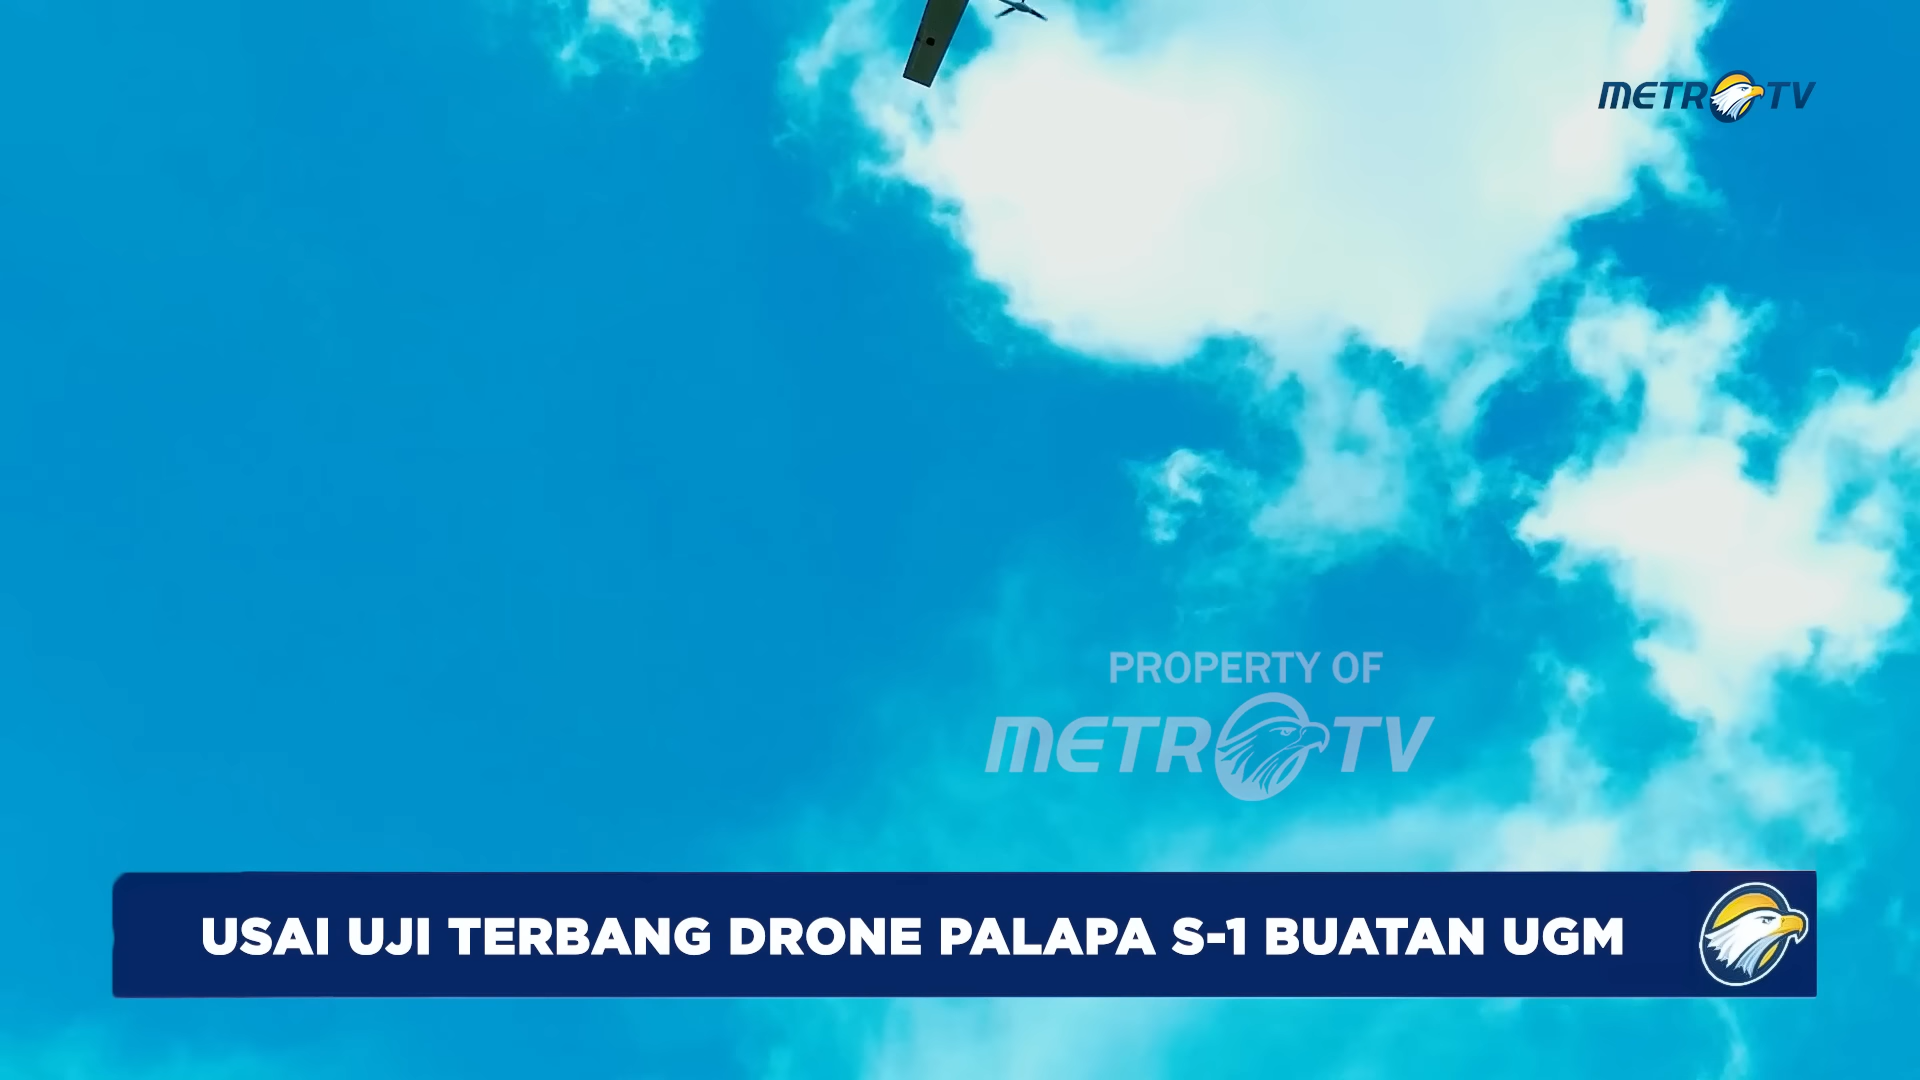 METRO TV
PROPERTY OF
METRO TV
USAI UJI TERBANG DRONE PALAPA S-1 BUATAN UGM